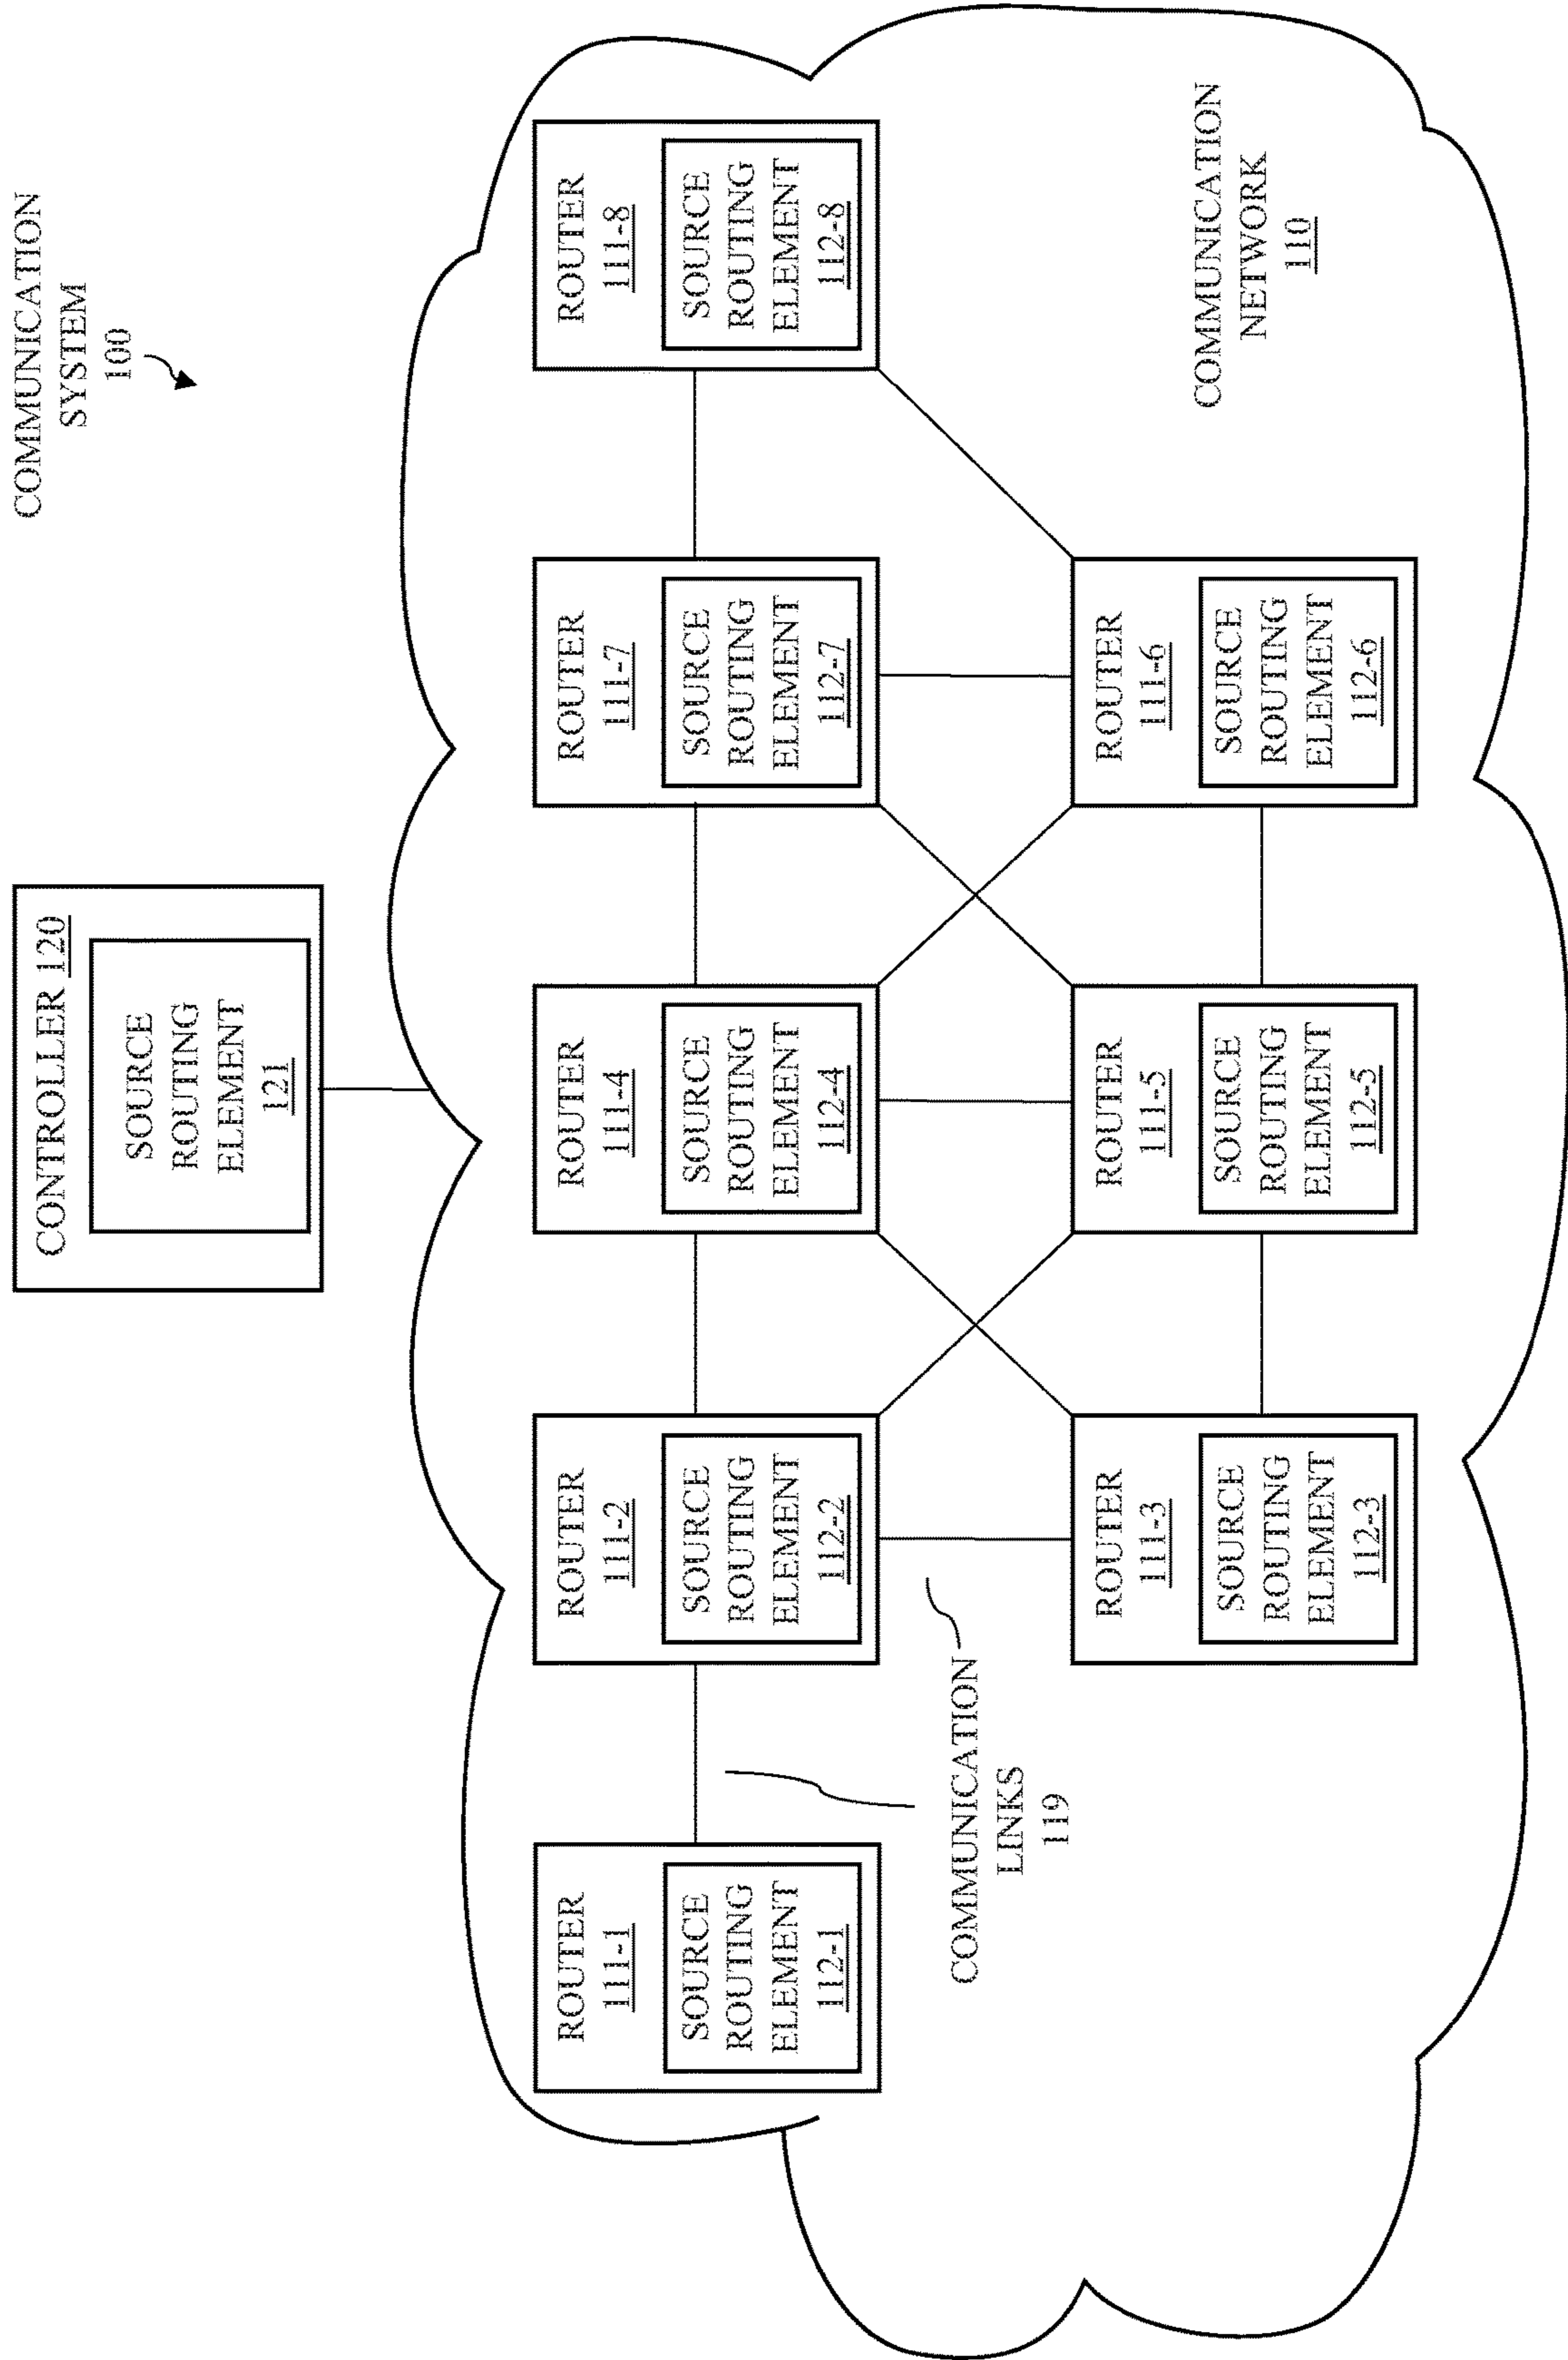 COMMUNICATION
SYSTEM
100
CONTROLLER 120
SOURCE
ROUTING
ELEMENT
121
ROUTER
111-1
SOURCE
ROUTING
ELEMENT
112-1
ROUTER
111-2
SOURCE
ROUTING
ELEMENT
112-2
ROUTER
111-4
SOURCE
ROUTING
ELEMENT
112-4
ROUTER
111-7
SOURCE
ROUTING
ELEMENT
112-7
ROUTER
111-8
SOURCE
ROUTING
ELEMENT
112-8
COMMUNICATION
LINKS
119
ROUTER
111-3
SOURCE
ROUTING
ELEMENT
112-3
ROUTER
111-5
SOURCE
ROUTING
ELEMENT
112-5
ROUTER
111-6
SOURCE
ROUTING
ELEMENT
112-6
COMMUNICATION
NETWORK
110